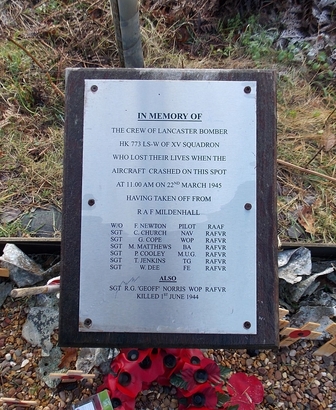 IN MEMORY OF
THE CREW OF LANCASTER BOMBER
HK 773 LS-W OF XV SQUADRON
WHO LOST THEIR LIVES WHEN THE
AIRCRAFT CRASHED ON THIS SPOT
AT 11.00 AM ON 22ND MARCH 1945
HAVING TAKEN OFF FROM
R A F MILDENHALL
W/O F. NEWTON PILOT RAAF
SGT C. CHURCH NAV RAFVR
SGT G. COPE WOP RAFVR
SGT M. MATTHEWS BA RAFVR
SGT P. COOLEY M.U.G RAFVR
SGT T. JENKINS TG RAFVR
SGT W. DEE FE RAFVR
ALSO
SGT R.G. 'GEOFF' NORRIS WOP RAFVR
KILLED 1ST JUNE 1944